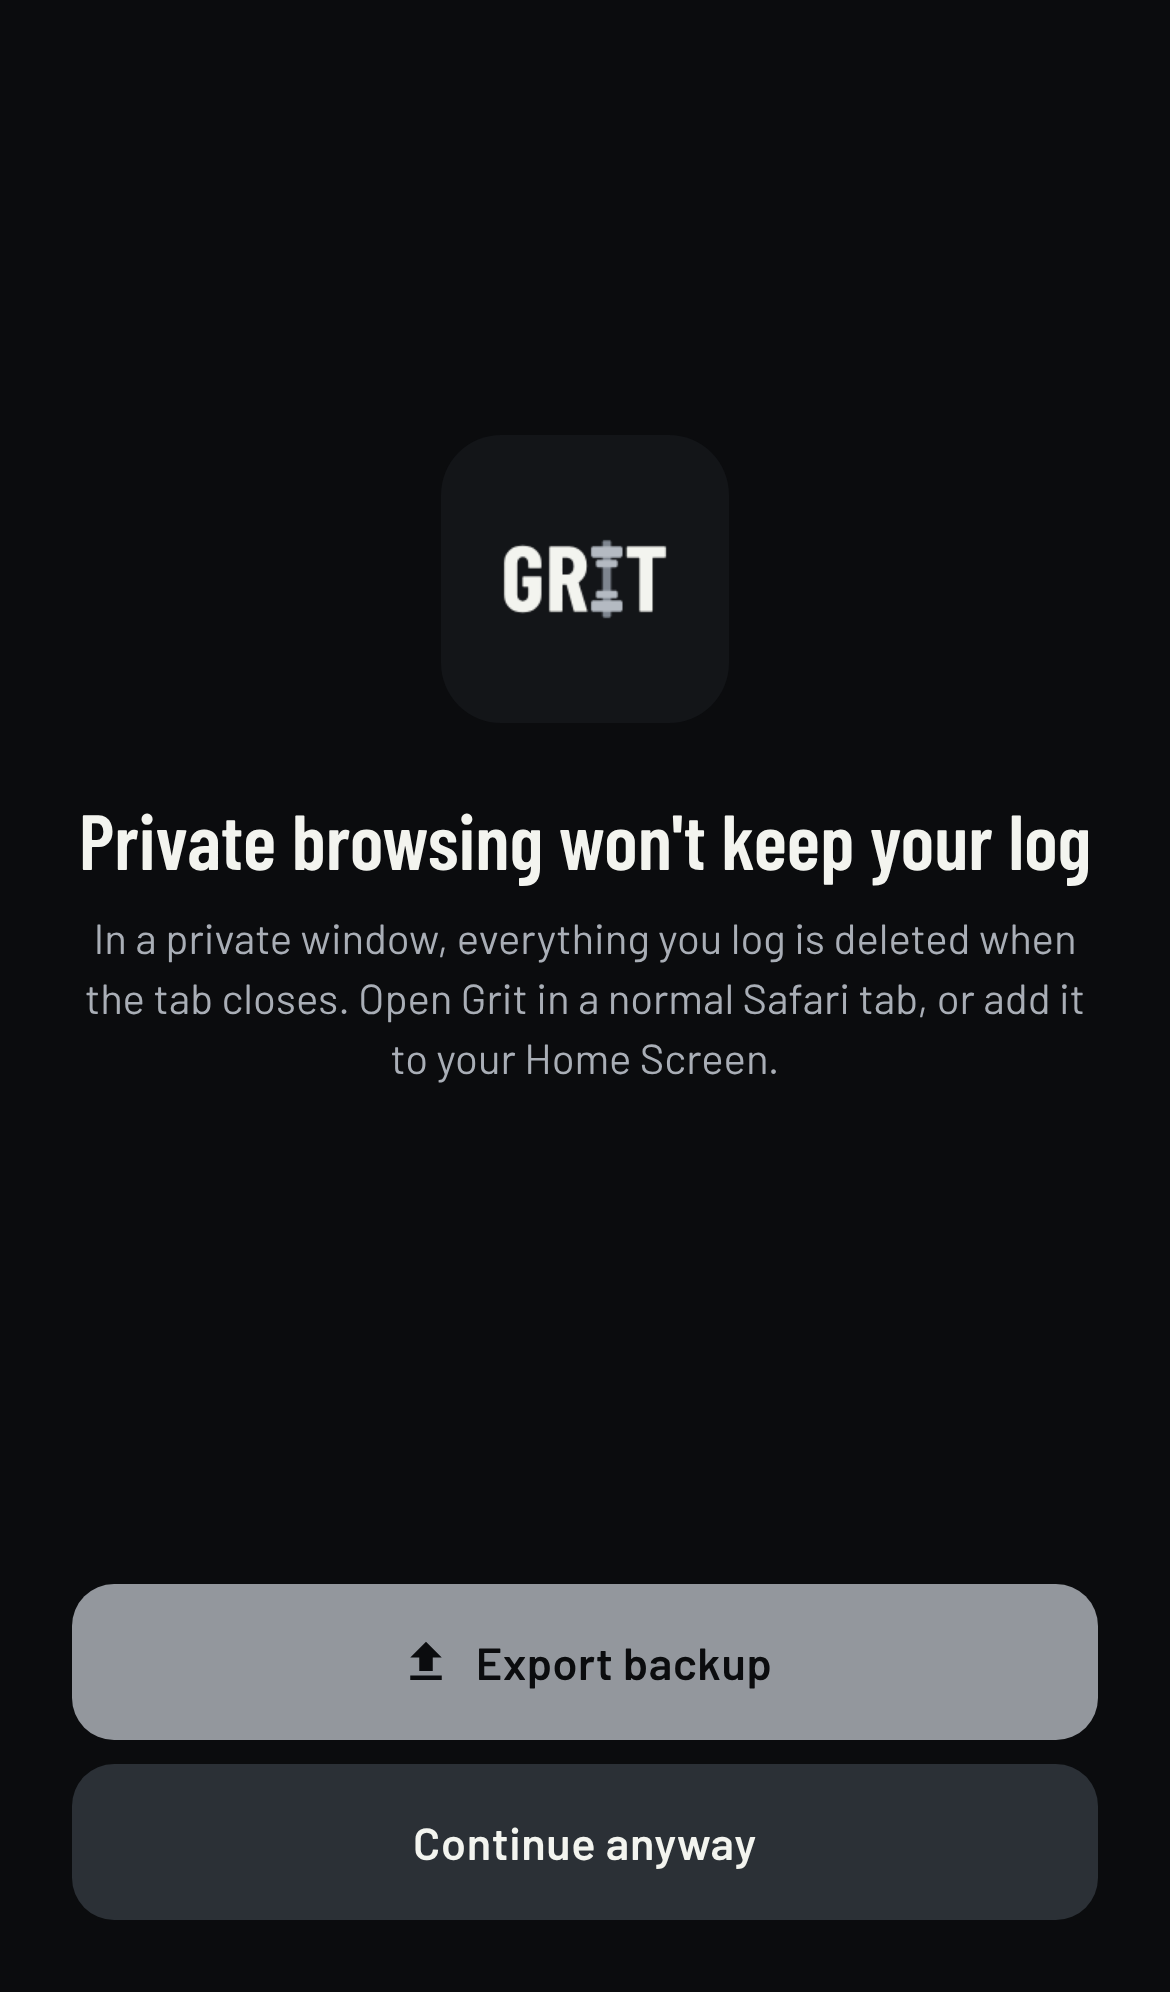 GRIT
Private browsing won't keep your log
In a private window, everything you log is deleted when
the tab closes. Open Grit in a normal Safari tab, or add it
to your Home Screen.
Export backup
Continue anyway